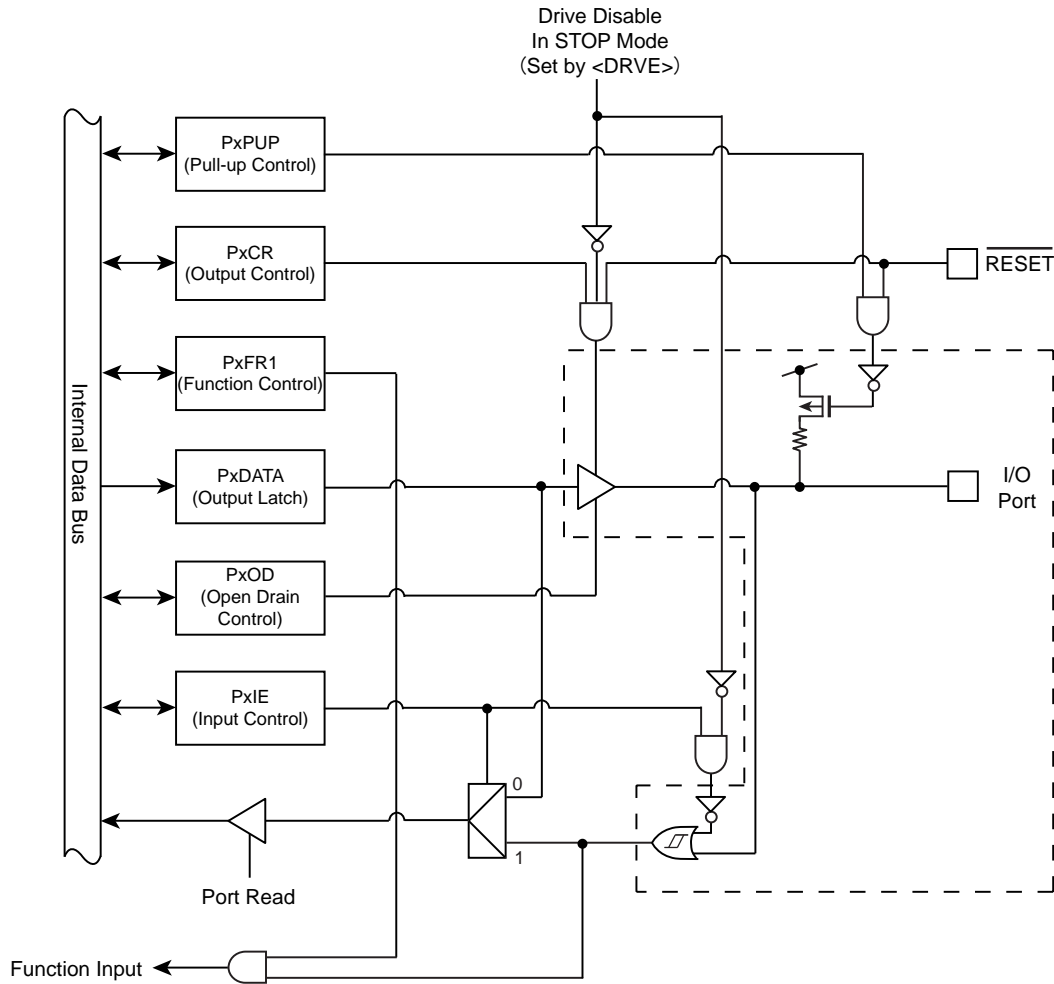 Drive Disable
In STOP Mode
(Set by <DRVE>)
PxPUP
(Pull-up Control)
PxCR
(Output Control)
RESET
PxFR1
(Function Control)
Internal Data Bus
PxDATA
(Output Latch)
I/O
Port
PxOD
(Open Drain
Control)
PxIE
(Input Control)
0
1
Port Read
Function Input